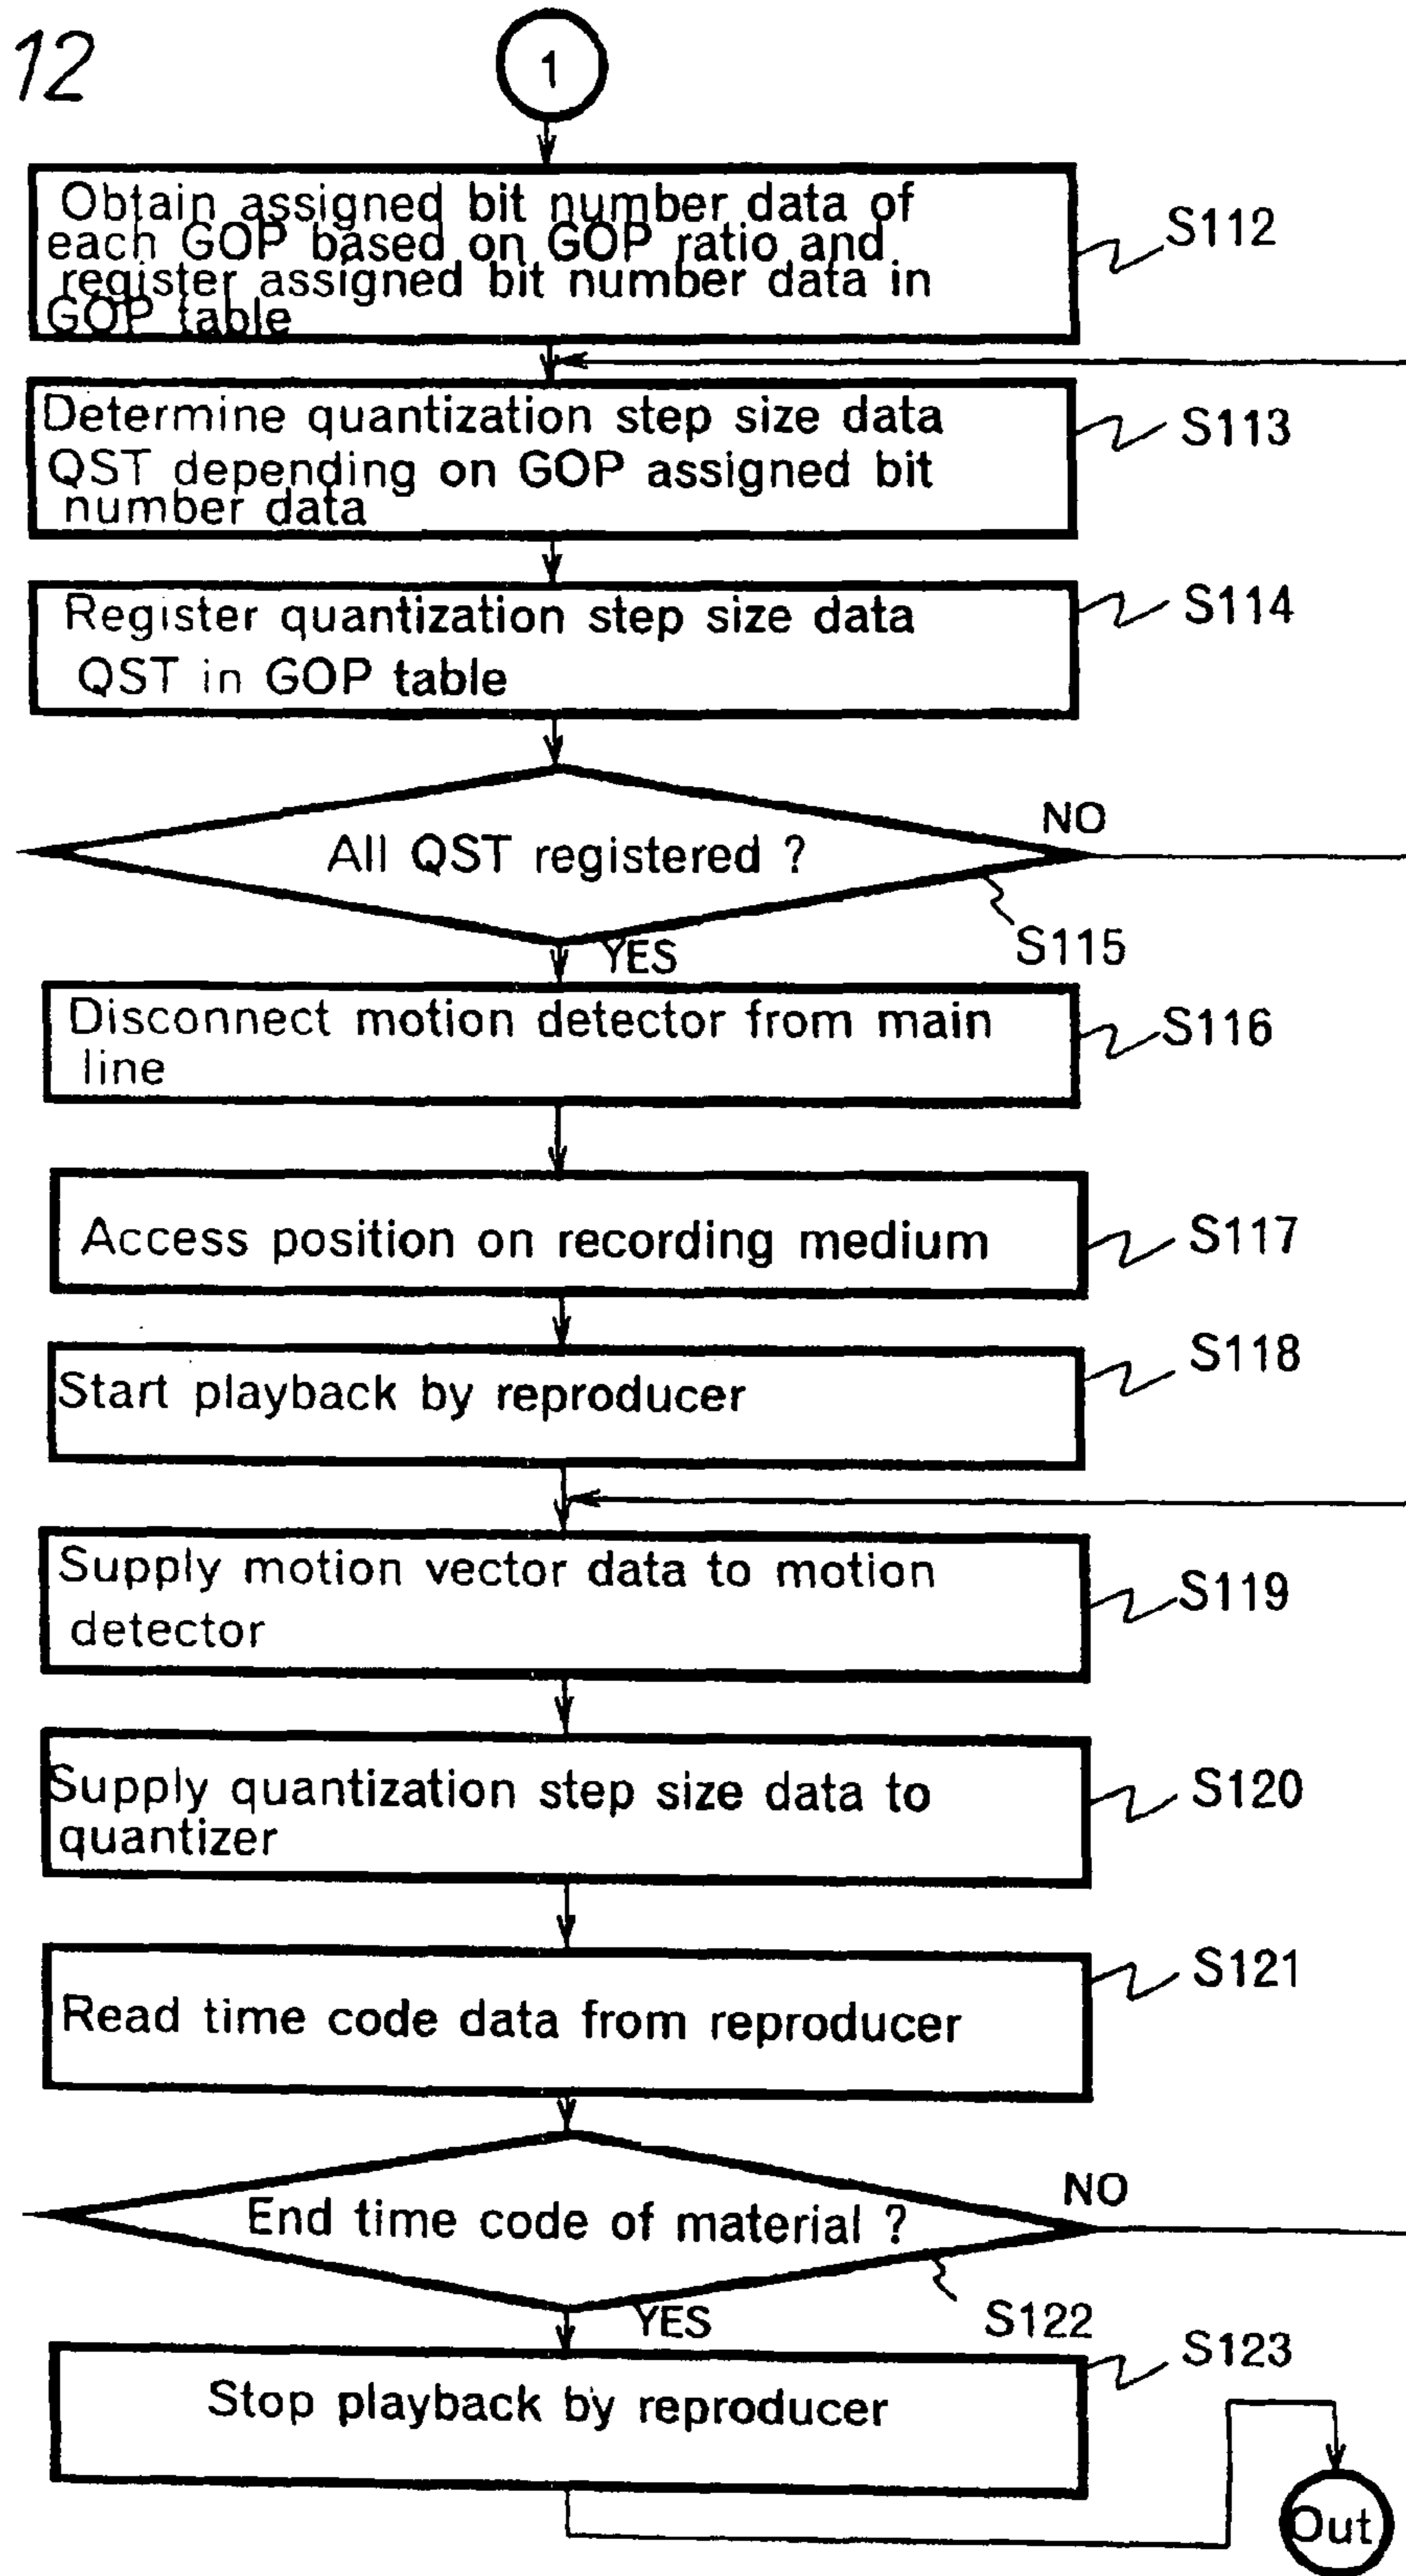 12
1
Obtain assigned bit number data of
each GOP based on GOP ratio and
register assigned bit number data in
GOP table
S112
Determine quantization step size data
QST depending on GOP assigned bit
number data
S113
Register quantization step size data
QST in GOP table
S114
All QST registered ?
NO
S115
YES
Disconnect motion detector from main
line
S116
Access position on recording medium
S117
Start playback by reproducer
S118
Supply motion vector data to motion
detector
S119
Supply quantization step size data to
quantizer
S120
Read time code data from reproducer
S121
End time code of material ?
NO
S122
YES
Stop playback by reproducer
S123
Out